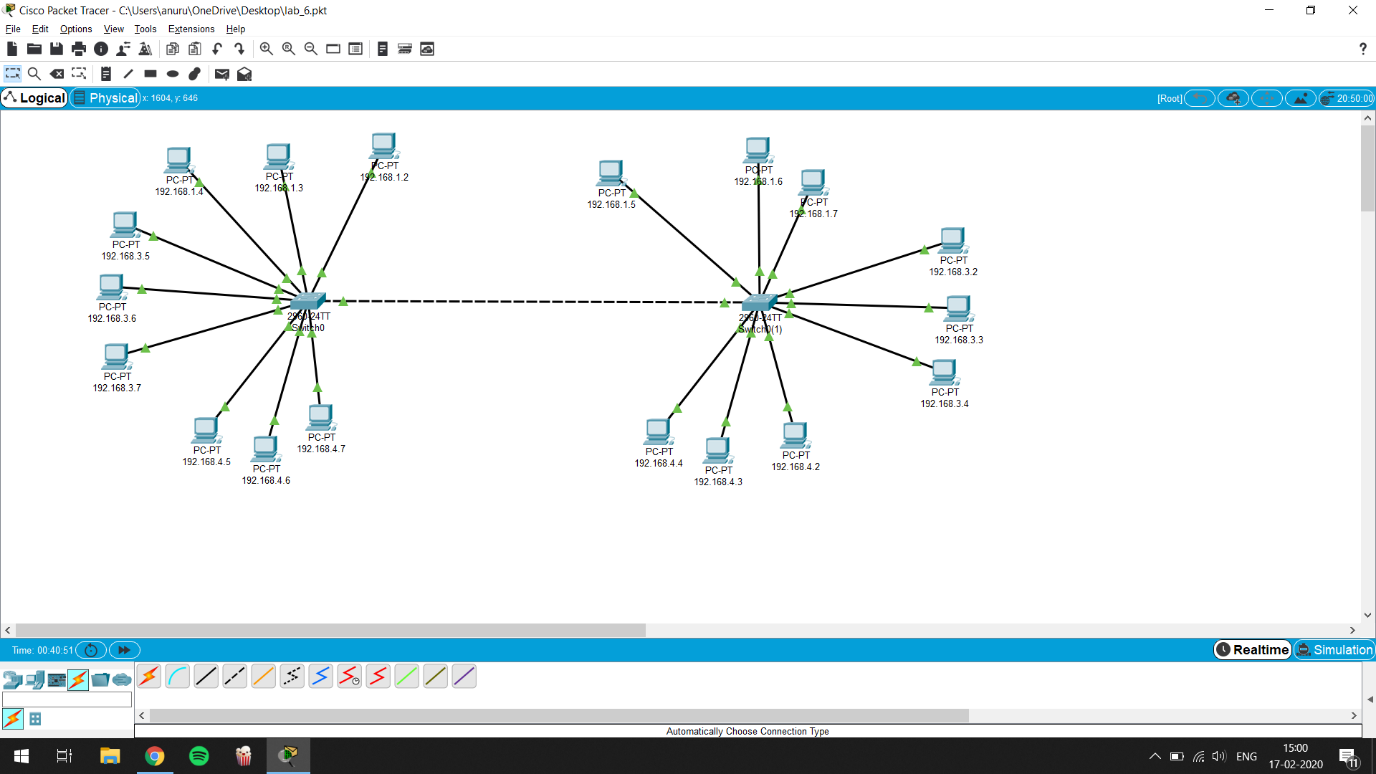 Cisco Packet Tracer - C:\Users\anuru\OneDrive\Desktop\lab_6.pkt
File Edit Options View Tools Extensions Help
?
Logical Physical x: 1604, y: 646 [Root] 20:50:00
PC-PT
192.168.1.4
PC-PT
192.168.1.3
PC-PT
192.168.1.2
PC-PT
192.168.1.5
PC-PT
192.168.1.6
PC-PT
192.168.1.7
PC-PT
192.168.3.5
PC-PT
192.168.3.2
PC-PT
192.168.3.6
2960-24TT
Switch0
2960-24TT
Switch0(1)
PC-PT
192.168.3.3
PC-PT
192.168.3.7
PC-PT
192.168.3.4
PC-PT
192.168.4.5
PC-PT
192.168.4.6
PC-PT
192.168.4.7
PC-PT
192.168.4.4
PC-PT
192.168.4.3
PC-PT
192.168.4.2
Time: 00:40:51 Realtime Simulation
Automatically Choose Connection Type
ENG
15:00
17-02-2020
11